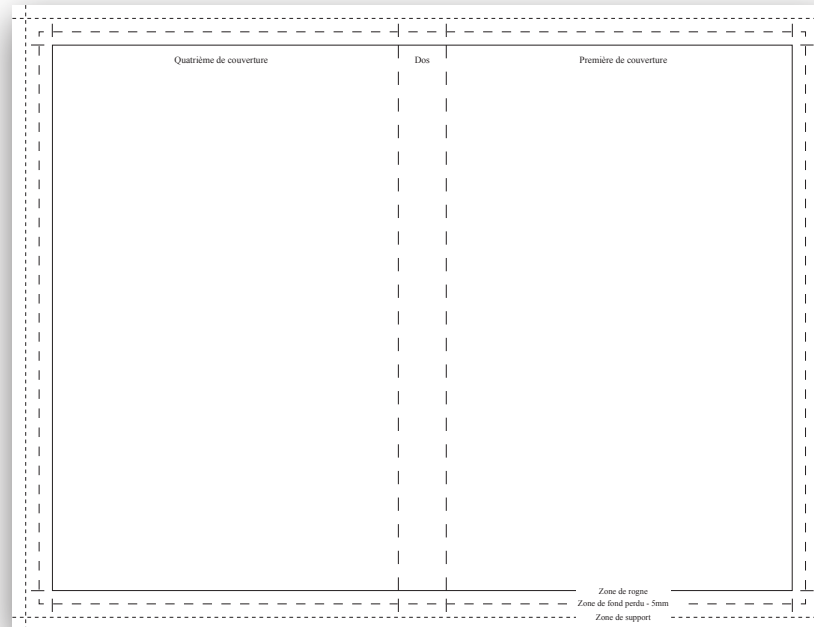 Quatrième de couverture
Dos
Première de couverture
Zone de rogne
Zone de fond perdu - 5mm
Zone de support